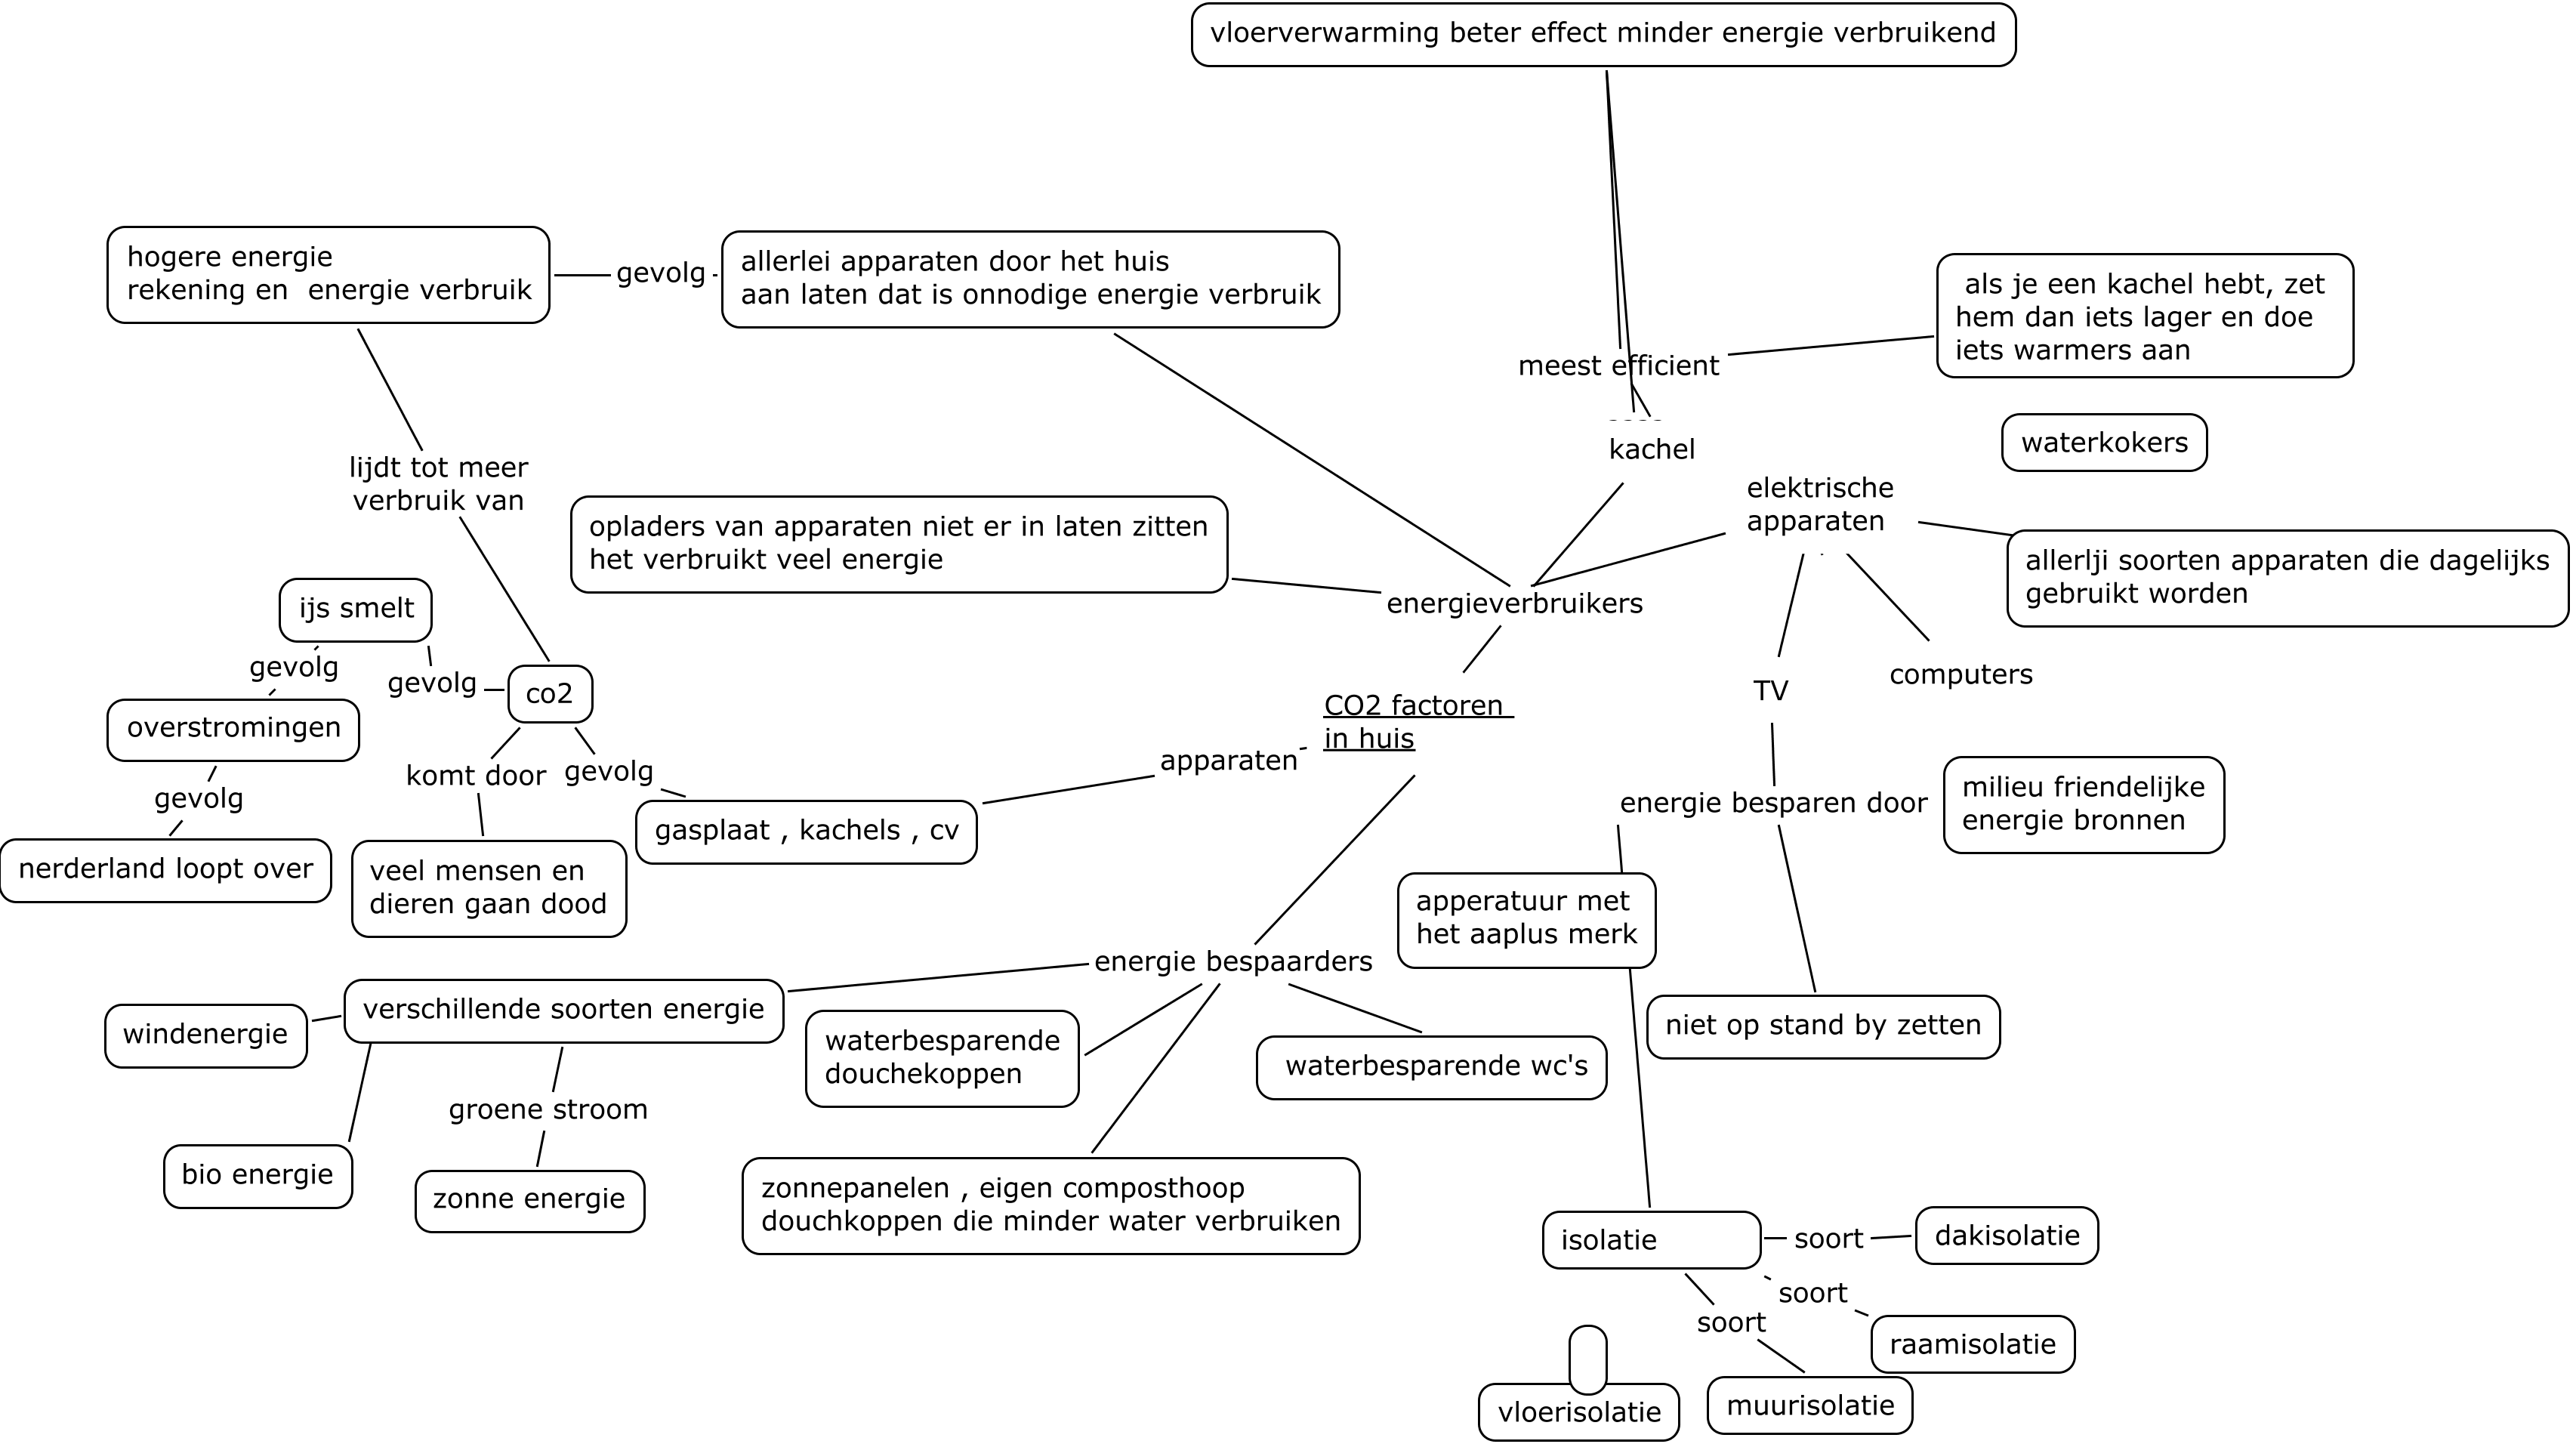 vloerverwarming beter effect minder energie verbruikend
hogere energie
rekening en  energie verbruik
gevolg
allerlei apparaten door het huis
aan laten dat is onnodige energie verbruik
als je een kachel hebt, zet
hem dan iets lager en doe
iets warmers aan
meest efficient
waterkokers
kachel
lijdt tot meer
verbruik van
elektrische
apparaten
opladers van apparaten niet er in laten zitten
het verbruikt veel energie
allerlji soorten apparaten die dagelijks
gebruikt worden
energieverbruikers
ijs smelt
gevolg
gevolg
co2
computers
TV
CO2 factoren
in huis
overstromingen
apparaten
komt door
gevolg
gevolg
energie besparen door
milieu friendelijke
energie bronnen
gasplaat , kachels , cv
nerderland loopt over
veel mensen en
dieren gaan dood
apperatuur met
het aaplus merk
energie bespaarders
verschillende soorten energie
windenergie
waterbesparende
douchekoppen
waterbesparende wc's
niet op stand by zetten
groene stroom
bio energie
zonne energie
zonnepanelen , eigen composthoop
douchkoppen die minder water verbruiken
isolatie
soort
dakisolatie
soort
soort
raamisolatie
vloerisolatie
muurisolatie